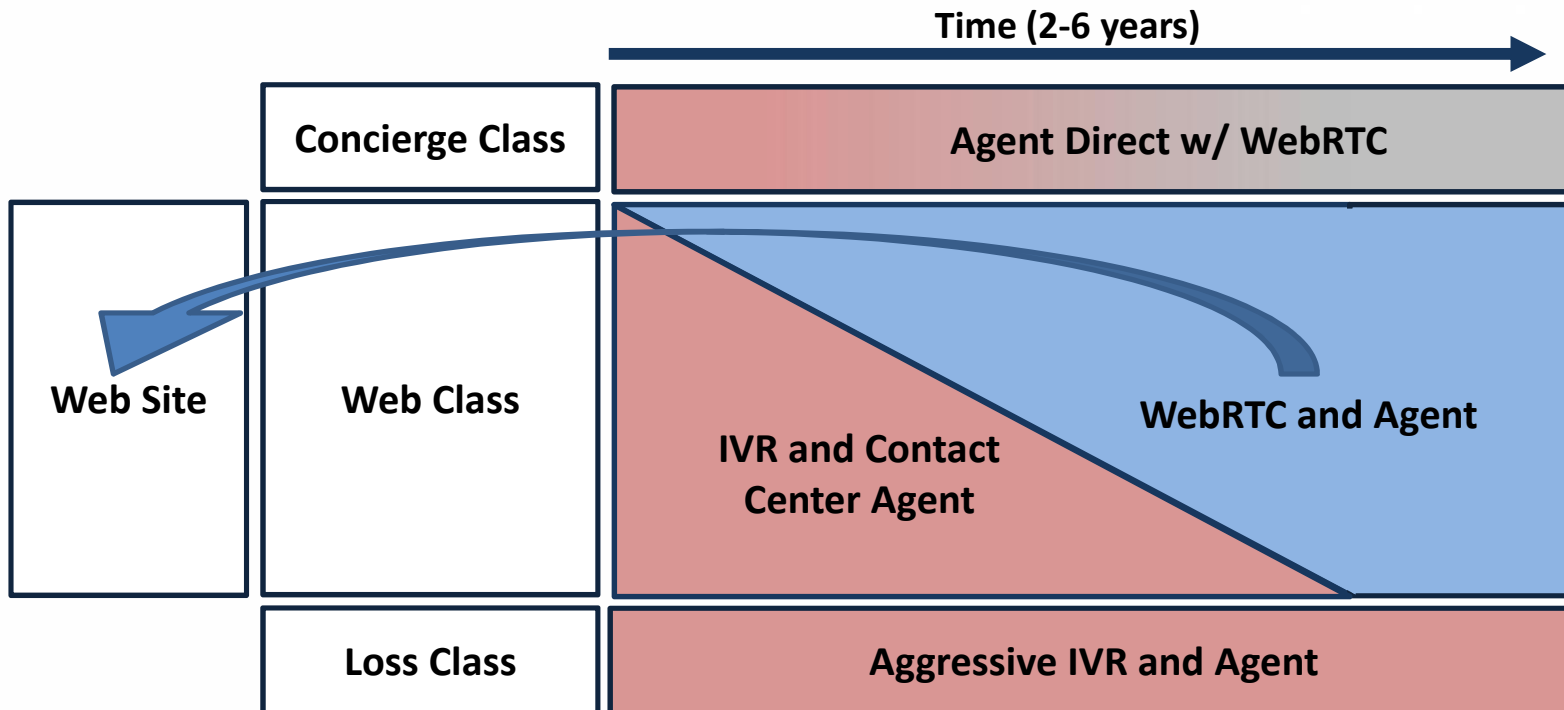 Time (2-6 years)
Concierge Class
Agent Direct w/ WebRTC
Web Site
Web Class
IVR and Contact
Center Agent
WebRTC and Agent
Loss Class
Aggressive IVR and Agent